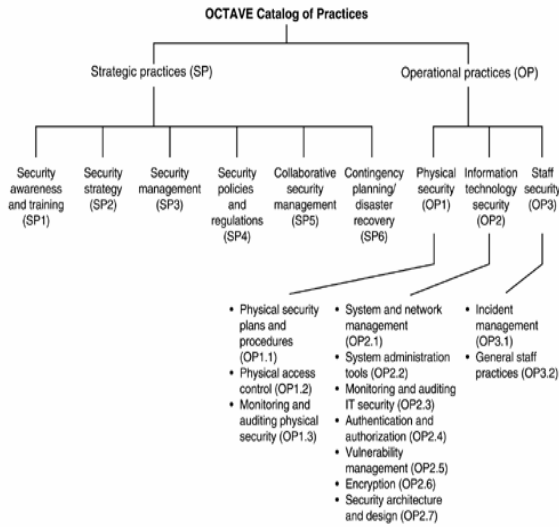 OCTAVE Catalog of Practices
Strategic practices (SP)
Operational practices (OP)
Security
awareness
and training
(SP1)
Security
strategy
(SP2)
Security
management
(SP3)
Security
policies
and
regulations
(SP4)
Collaborative
security
management
(SP5)
Contingency
planning/
disaster
recovery
(SP6)
Physical
security
(OP1)
Information
technology
security
(OP2)
Staff
security
(OP3)
• Physical security
plans and
procedures
(OP1.1)
• Physical access
control (OP1.2)
• Monitoring and
auditing physical
security (OP1.3)
• System and network
management
(OP2.1)
• System administration
tools (OP2.2)
• Monitoring and auditing
IT security (OP2.3)
• Authentication and
authorization (OP2.4)
• Vulnerability
management (OP2.5)
• Encryption (OP2.6)
• Security architecture
and design (OP2.7)
• Incident
management
(OP3.1)
• General staff
practices (OP3.2)